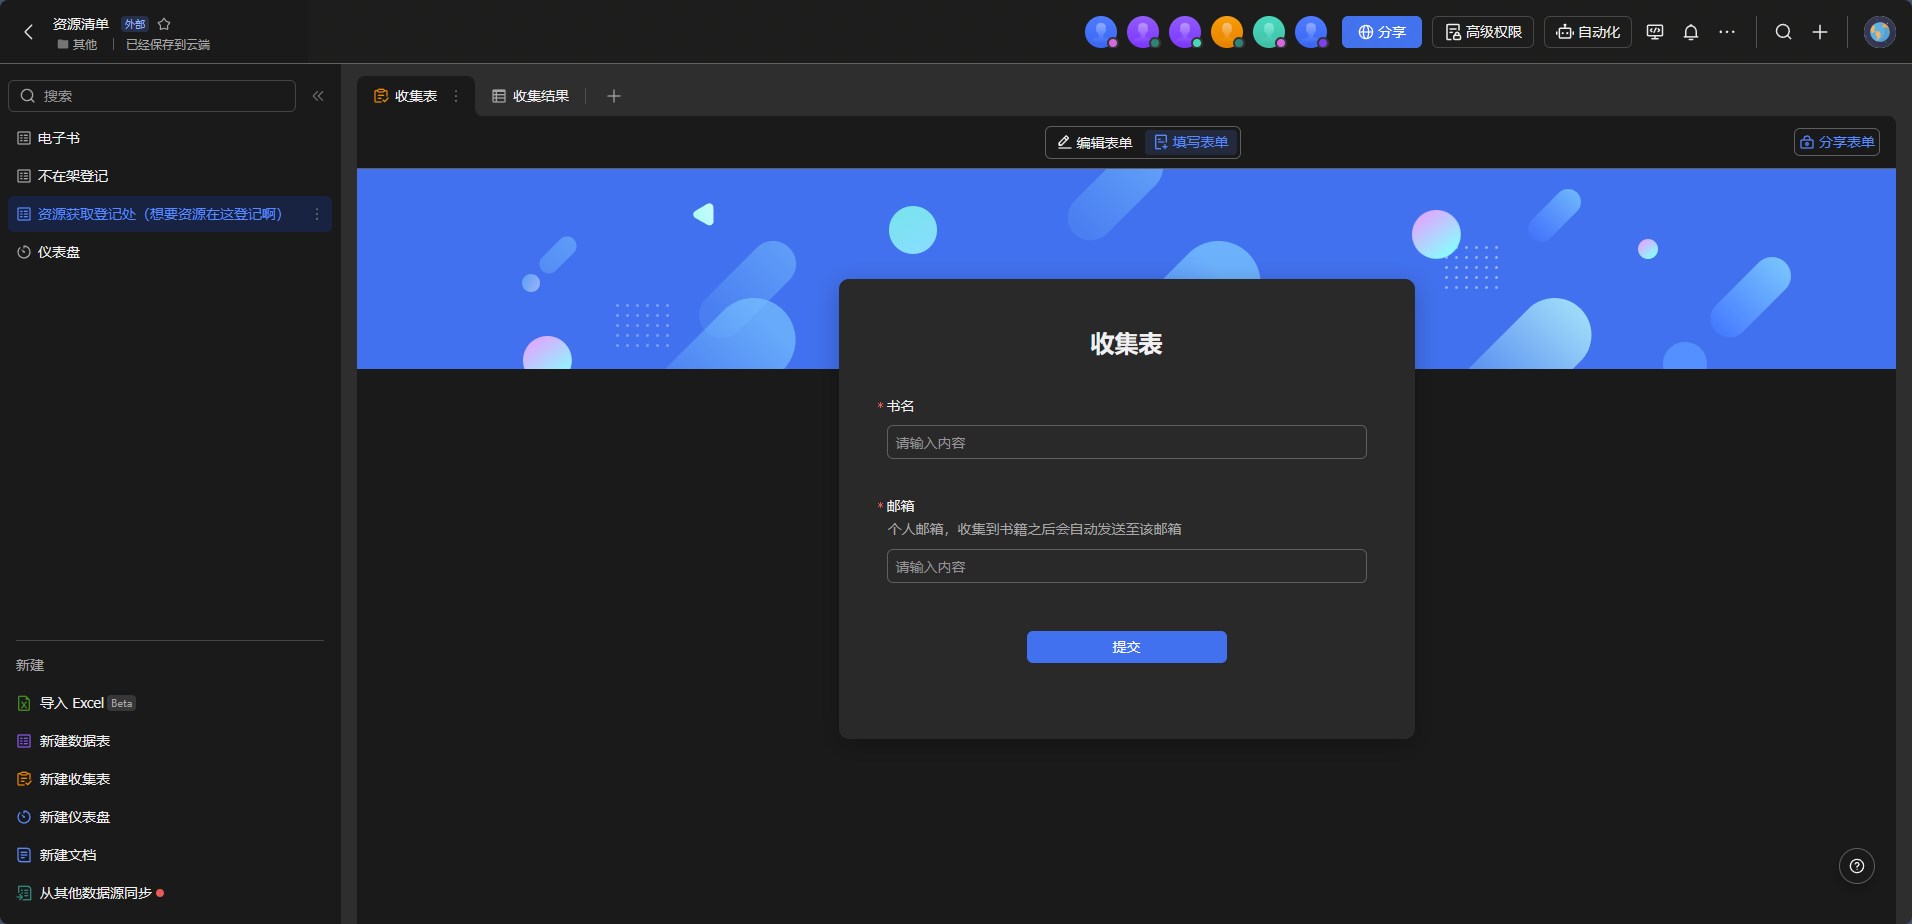 资源清单 外部
其他 已经保存到云端
分享 高级权限 自动化
搜索
电子书
不在架登记
资源获取登记处（想要资源在这登记啊）
仪表盘
新建
导入 Excel Beta
新建数据表
新建收集表
新建仪表盘
新建文档
从其他数据源同步
收集表 收集结果
编辑表单 填写表单 分享表单
收集表
* 书名
请输入内容
* 邮箱
个人邮箱，收集到书籍之后会自动发送至该邮箱
请输入内容
提交